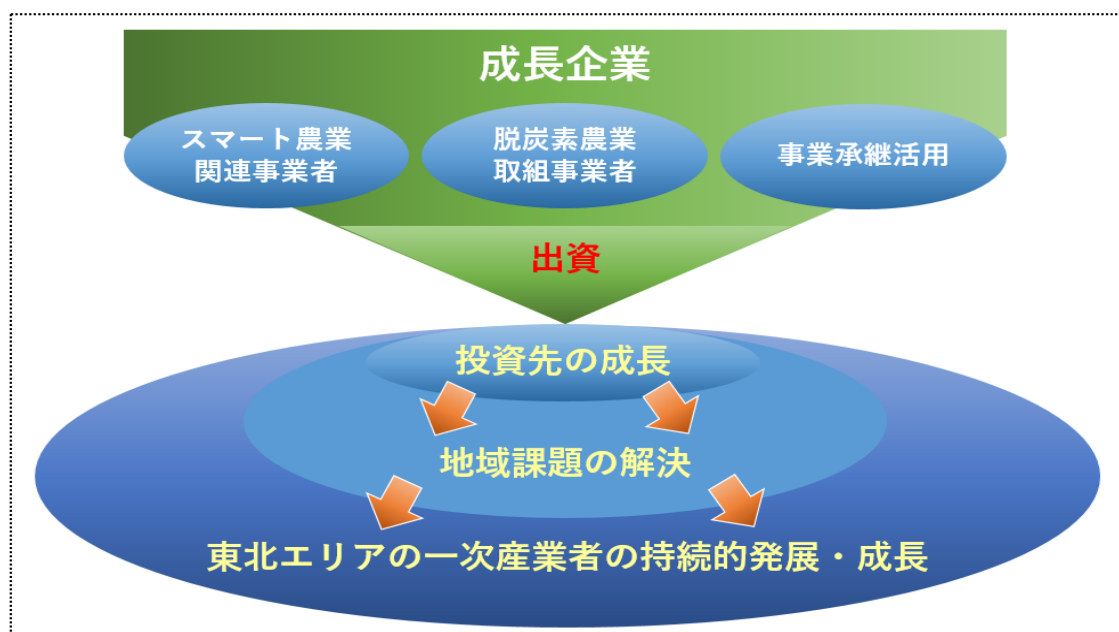 成長企業
スマート農業
関連事業者
脱炭素農業
取組事業者
事業承継活用
出資
投資先の成長
地域課題の解決
東北エリアの一次産業者の持続的発展・成長